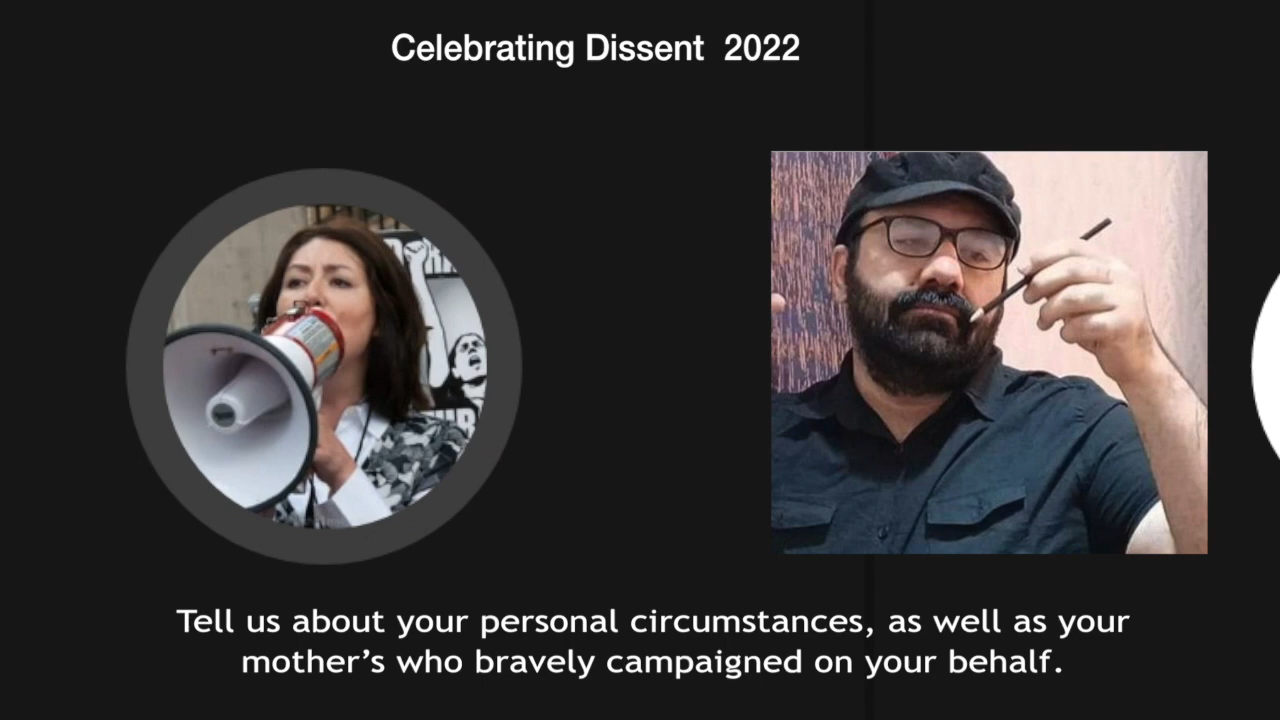 Celebrating Dissent 2022
Tell us about your personal circumstances, as well as your
mother's who bravely campaigned on your behalf.